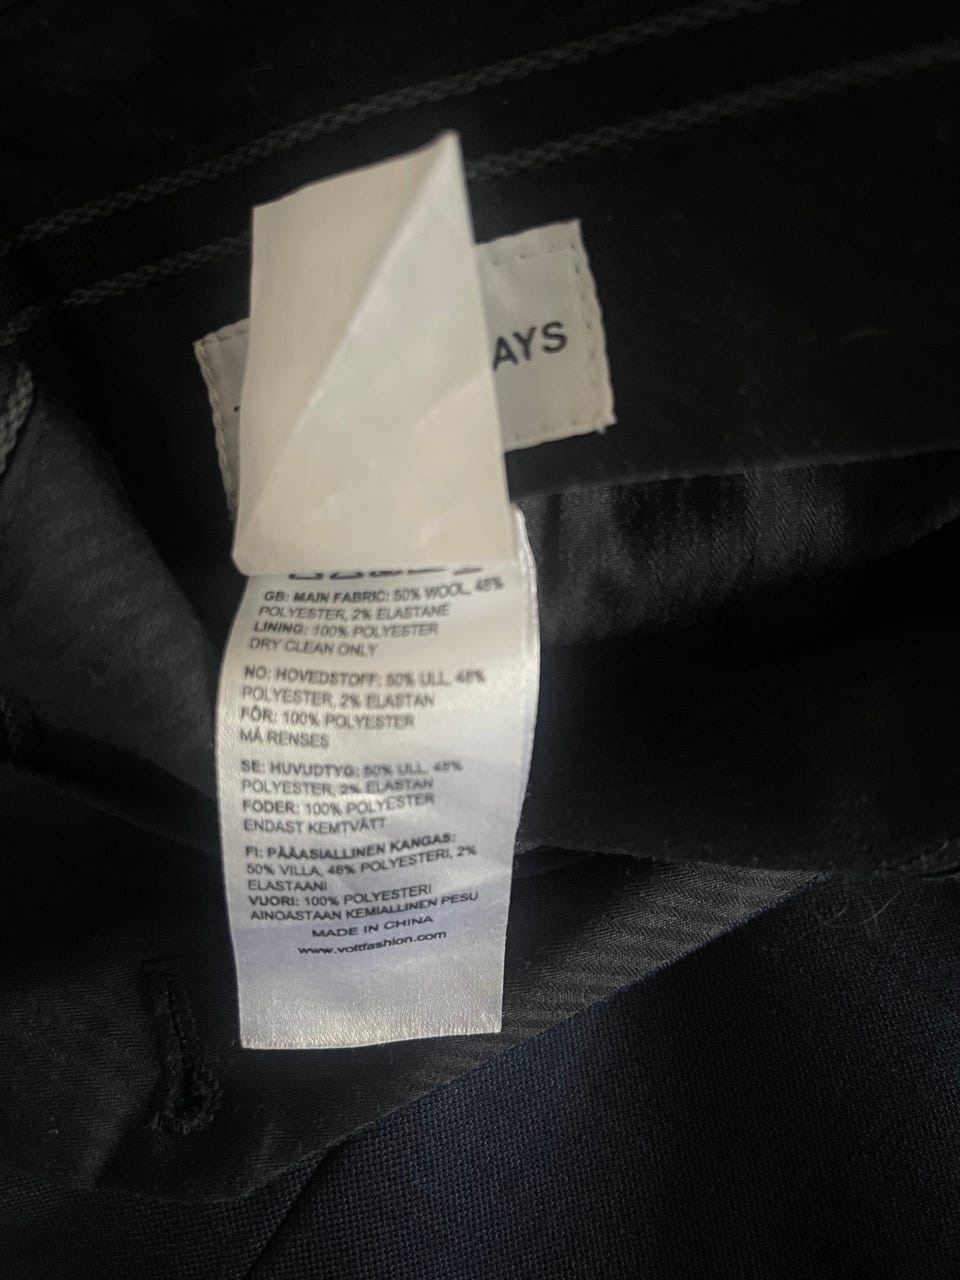 AYS
GB: MAIN FABRIC: 50% WOOL, 48%
POLYESTER, 2% ELASTANE
LINING: 100% POLYESTER
DRY CLEAN ONLY
NO: HOVEDSTOFF: 50% ULL, 48%
POLYESTER, 2% ELASTAN
FÔR: 100% POLYESTER
MÅ RENSES
SE: HUVUDTYG: 50% ULL, 48%
POLYESTER, 2% ELASTAN
FODER: 100% POLYESTER
ENDAST KEMTVÄTT
FI: PÄÄASIALLINEN KANGAS:
50% VILLA, 48% POLYESTERI, 2%
ELASTAANI
VUORI: 100% POLYESTERI
AINOASTAAN KEMIALLINEN PESU
MADE IN CHINA
www.voltfashion.com